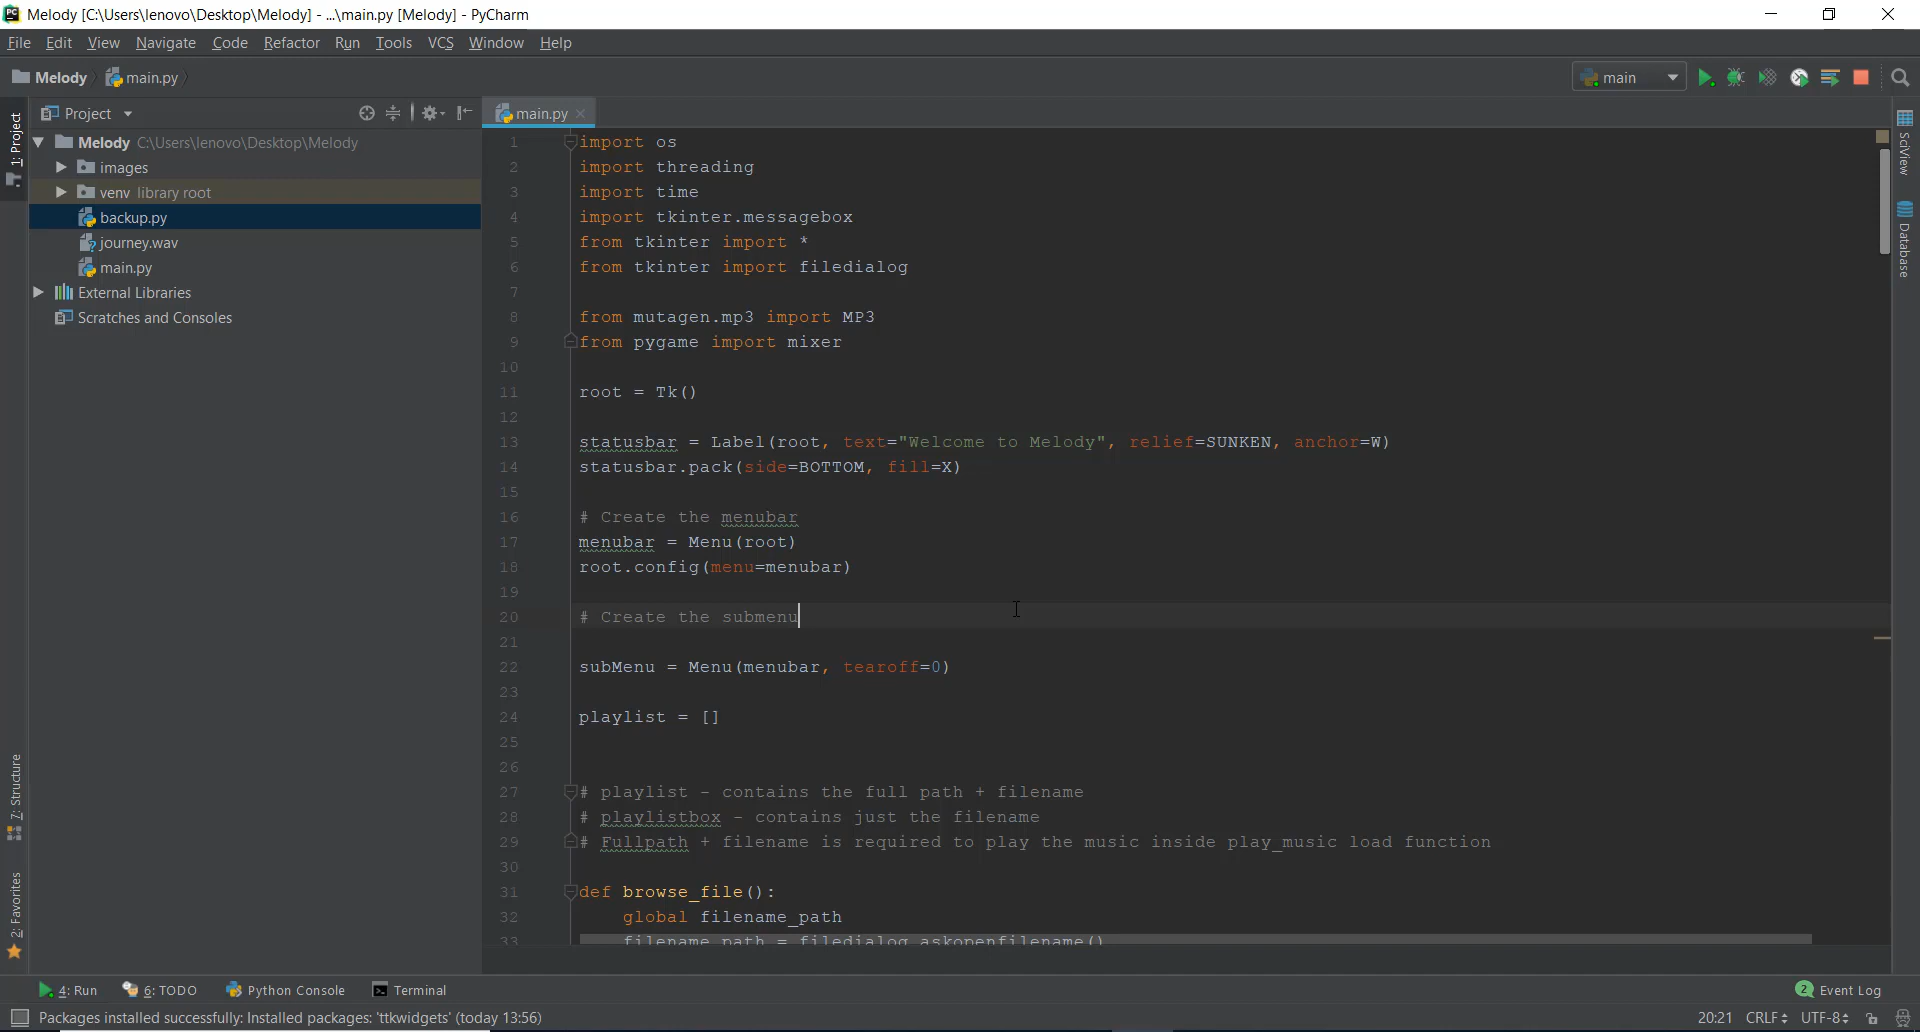 Melody [C:\Users\lenovo\Desktop\Melody] - ...\main.py [Melody] - PyCharm
File Edit View Navigate Code Refactor Run Tools VCS Window Help
Melody main.py main
Project main.py
1: Project
Melody C:\Users\lenovo\Desktop\Melody
images
venv library root
backup.py
journey.wav
main.py
External Libraries
Scratches and Consoles
7: Structure
2: Favorites
1 import os
2 import threading
3 import time
4 import tkinter.messagebox
5 from tkinter import *
6 from tkinter import filedialog
7
8 from mutagen.mp3 import MP3
9 from pygame import mixer
10
11 root = Tk()
12
13 statusbar = Label(root, text="Welcome to Melody", relief=SUNKEN, anchor=W)
14 statusbar.pack(side=BOTTOM, fill=X)
15
16 # Create the menubar
17 menubar = Menu(root)
18 root.config(menu=menubar)
19
20 # Create the submenu
21
22 subMenu = Menu(menubar, tearoff=0)
23
24 playlist = []
25
26
27 # playlist - contains the full path + filename
28 # playlistbox - contains just the filename
29 # Fullpath + filename is required to play the music inside play_music load function
30
31 def browse_file():
32 global filename_path
33 filename_path = filedialog.askopenfilename()
SciView
Database
4: Run 6: TODO Python Console Terminal 2 Event Log
Packages installed successfully: Installed packages: 'ttkwidgets' (today 13:56) 20:21 CRLF UTF-8